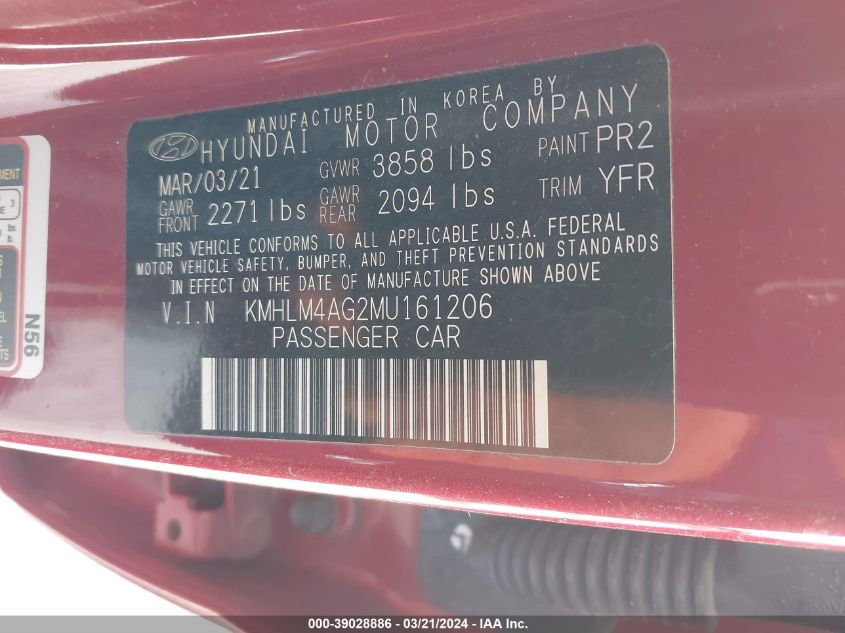 MANUFACTURED IN KOREA BY
HYUNDAI MOTOR COMPANY
MAR/03/21 GVWR 3858 lbs PAINT PR2
GAWR FRONT 2271 lbs GAWR REAR 2094 lbs TRIM YFR
THIS VEHICLE CONFORMS TO ALL APPLICABLE U.S.A. FEDERAL
MOTOR VEHICLE SAFETY, BUMPER, AND THEFT PREVENTION STANDARDS
IN EFFECT ON THE DATE OF MANUFACTURE SHOWN ABOVE
V.I.N KMHLM4AG2MU161206
PASSENGER CAR
N56
000-39028886 - 03/21/2024 - IAA Inc.